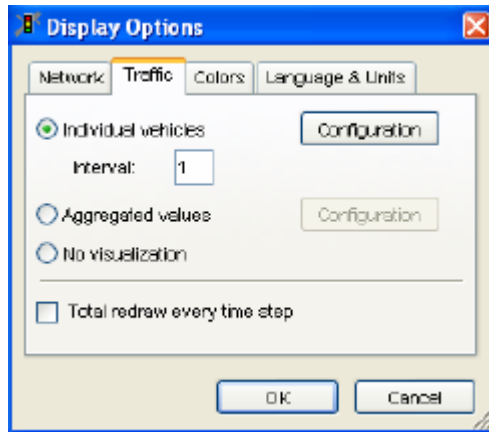 Display Options
Network Traffic Colors Language & Units
Individual vehicles Configuration
Interval: 1
Aggregated values Configuration
No visualization
Total redraw every time step
OK Cancel